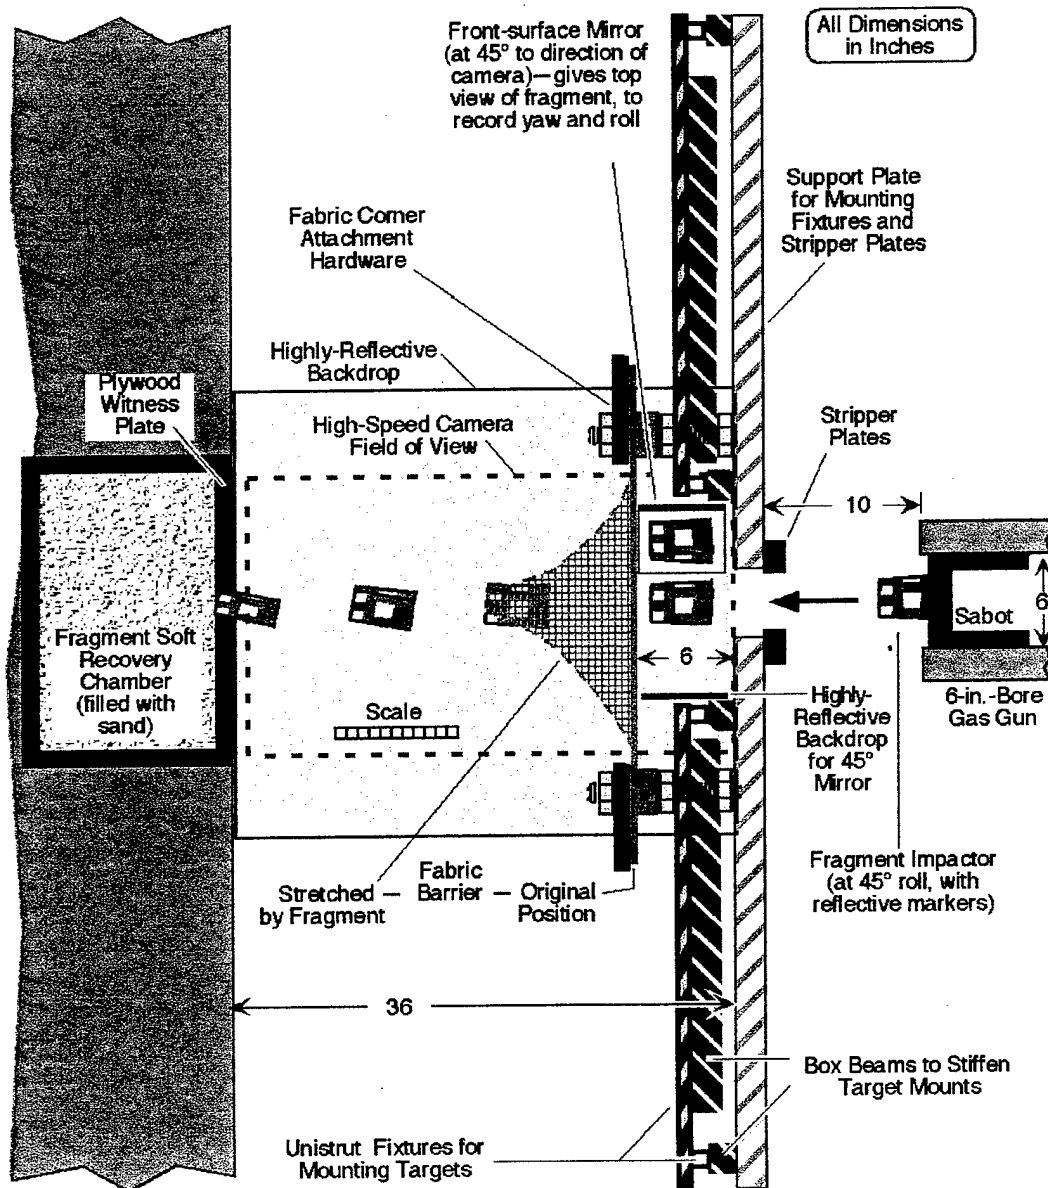 Front-surface Mirror
(at 45° to direction of
camera)—gives top
view of fragment, to
record yaw and roll
All Dimensions
in Inches
Support Plate
for Mounting
Fixtures and
Stripper Plates
Fabric Corner
Attachment
Hardware
Highly-Reflective
Backdrop
Plywood
Witness
Plate
High-Speed Camera
Field of View
Stripper
Plates
10
6
Sabot
6-in.-Bore
Gas Gun
Fragment Soft
Recovery
Chamber
(filled with
sand)
6
Scale
Highly-
Reflective
Backdrop
for 45°
Mirror
Fragment Impactor
(at 45° roll, with
reflective markers)
Stretched — Fabric Barrier — Original
by Fragment Position
36
Box Beams to Stiffen
Target Mounts
Unistrut Fixtures for
Mounting Targets